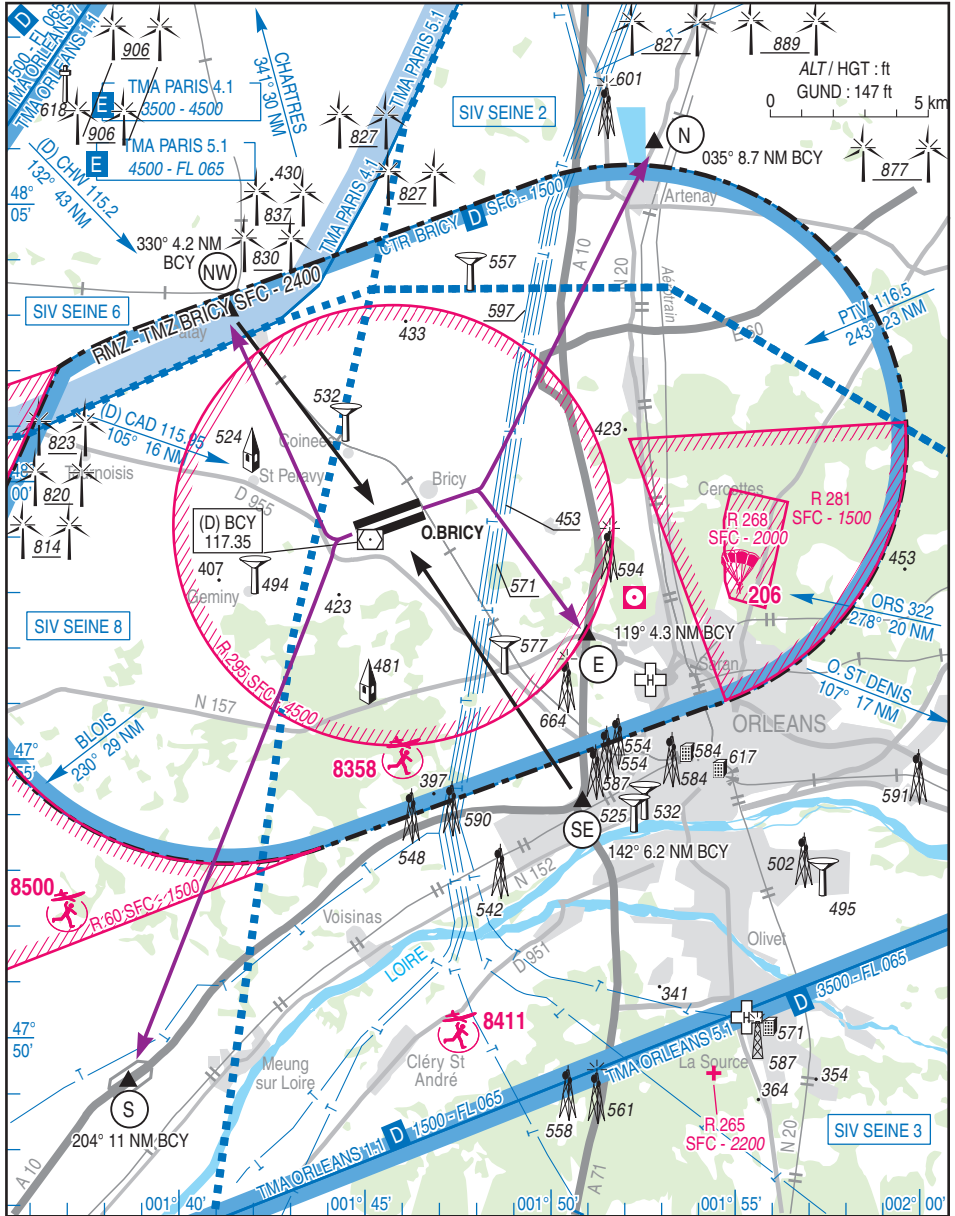 D
1500 - FL 065
TMA ORLEANS 1.1
906
618
906
E
TMA PARIS 4.1
3500 - 4500
E
TMA PARIS 5.1
4500 - FL 065
CHARTRES
341° 30 NM
TMA PARIS 5.1
827
SIV SEINE 2
601
827
889
ALT / HGT : ft
GUND : 147 ft
0
5 km
N
035° 8.7 NM BCY
877
(D) CHW 115.2
132° 43 NM
48°
05'
430
837
830
827
TMA PARIS 4.1
CTR BRICY D SFC - 1500
Artenay
330° 4.2 NM
BCY
NW
557
A 10
N 20
Aérotrain
SIV SEINE 6
RMZ - TMZ BRICY SFC - 2400
Patay
433
597
E 60
PTV 116.5
243° 23 NM
532
(D) CAD 115.95
105° 16 NM
823
Tournoisis
524
Coinces
423
48°
00'
820
St Peravy
Bricy
Cercottes
D 955
814
(D) BCY
117.35
O.BRICY
453
R 281
SFC - 1500
R 268
SFC - 2000
407
494
Geminy
423
571
594
206
453
SIV SEINE 8
ORS 322
278° 20 NM
577
119° 4.3 NM BCY
E
Saran
481
O. ST DENIS
107° 17 NM
R 295 SFC - 4500
N 157
664
H
ORLEANS
BLOIS
230° 29 NM
47°
55'
8358
554
554
584
617
587
584
397
590
548
525
532
591
SE
142° 6.2 NM BCY
8500
R 60 SFC - 1500
542
N 152
502
495
Voisinas
Olivet
LOIRE
D 951
341
D
3500 - FL 065
47°
50'
8411
H
571
587
TMA ORLEANS 5.1
Meung
sur Loire
Cléry St
André
La Source
354
364
S
204° 11 NM BCY
558
561
R 265
SFC - 2200
SIV SEINE 3
TMA ORLEANS 1.1 D 1500 - FL 065
A 10
A 71
N 20
001° 40'
001° 45'
001° 50'
001° 55'
002° 00'